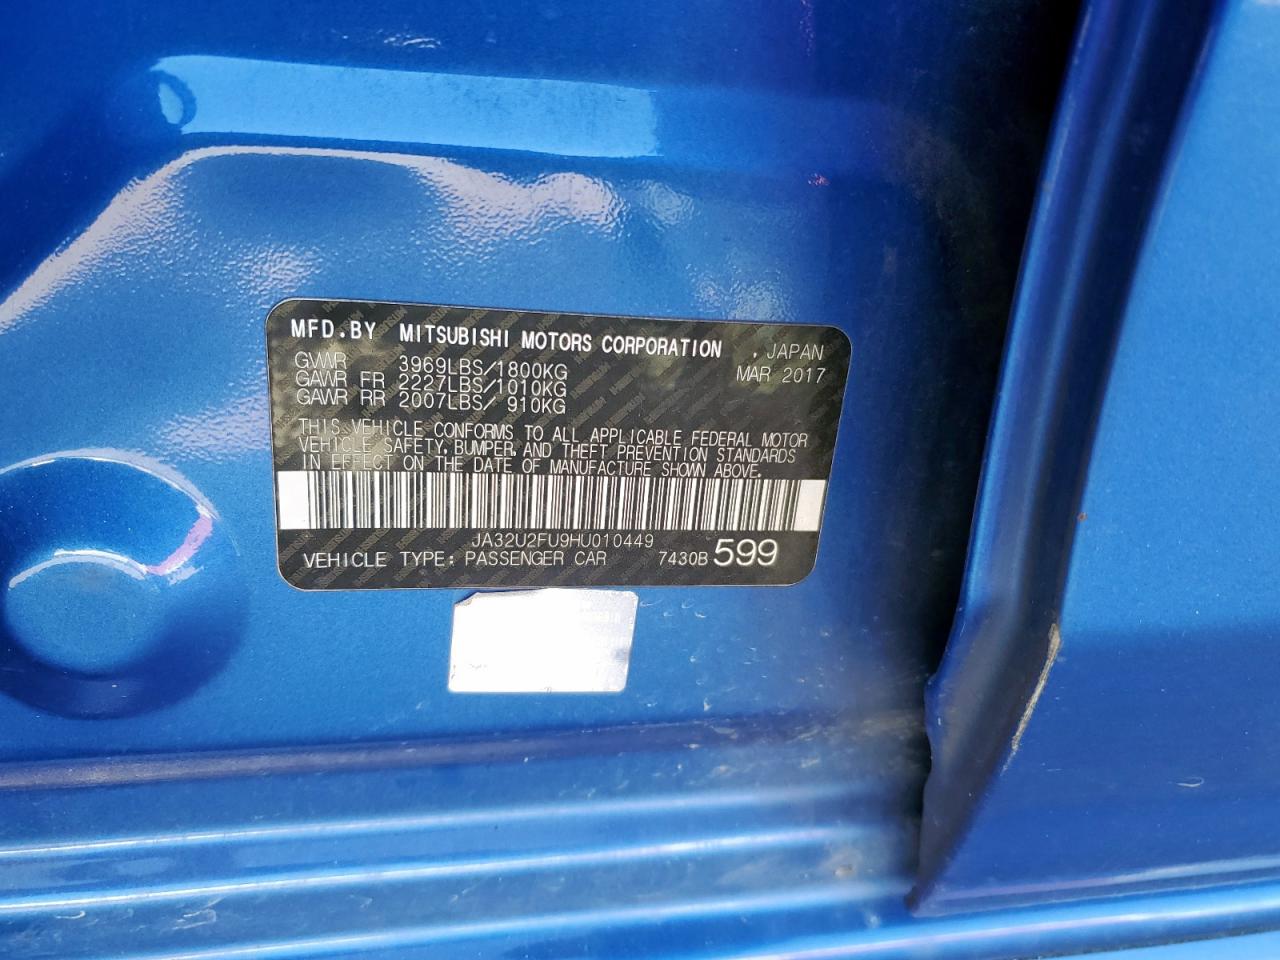 MFD.BY MITSUBISHI MOTORS CORPORATION , JAPAN
GVWR 3969LBS/1800KG MAR 2017
GAWR FR 2227LBS/1010KG
GAWR RR 2007LBS/ 910KG
THIS VEHICLE CONFORMS TO ALL APPLICABLE FEDERAL MOTOR
VEHICLE SAFETY, BUMPER, AND THEFT PREVENTION STANDARDS
IN EFFECT ON THE DATE OF MANUFACTURE SHOWN ABOVE.
JA32U2FU9HU010449
VEHICLE TYPE: PASSENGER CAR 7430B 599